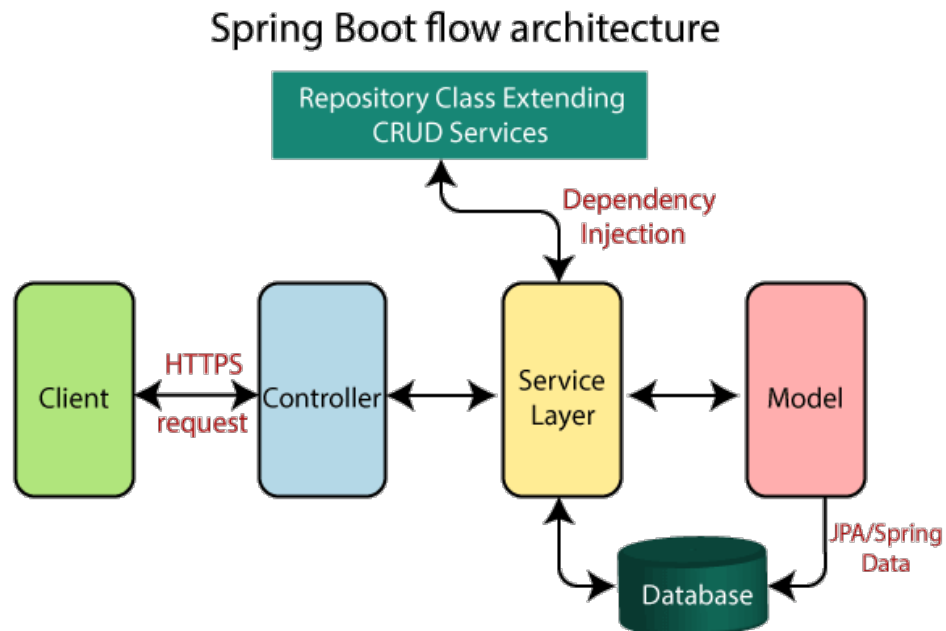 Spring Boot flow architecture
Repository Class Extending
CRUD Services
Dependency
Injection
Client
HTTPS
request
Controller
Service
Layer
Model
JPA/Spring
Data
Database